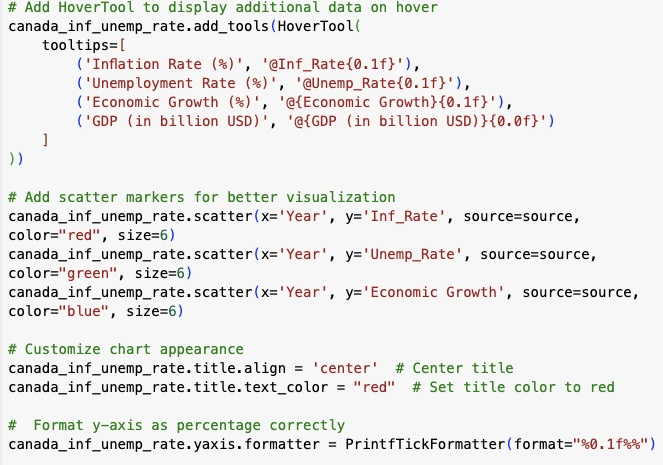 # Add HoverTool to display additional data on hover
canada_inf_unemp_rate.add_tools(HoverTool(
    tooltips=[
        ('Inflation Rate (%)', '@Inf_Rate{0.1f}'),
        ('Unemployment Rate (%)', '@Unemp_Rate{0.1f}'),
        ('Economic Growth (%)', '@{Economic Growth}{0.1f}'),
        ('GDP (in billion USD)', '@{GDP (in billion USD)}{0.0f}')
    ]
))

# Add scatter markers for better visualization
canada_inf_unemp_rate.scatter(x='Year', y='Inf_Rate', source=source,
color="red", size=6)
canada_inf_unemp_rate.scatter(x='Year', y='Unemp_Rate', source=source,
color="green", size=6)
canada_inf_unemp_rate.scatter(x='Year', y='Economic Growth', source=source,
color="blue", size=6)

# Customize chart appearance
canada_inf_unemp_rate.title.align = 'center'  # Center title
canada_inf_unemp_rate.title.text_color = "red"  # Set title color to red

#  Format y-axis as percentage correctly
canada_inf_unemp_rate.yaxis.formatter = PrintfTickFormatter(format="%0.1f%%")